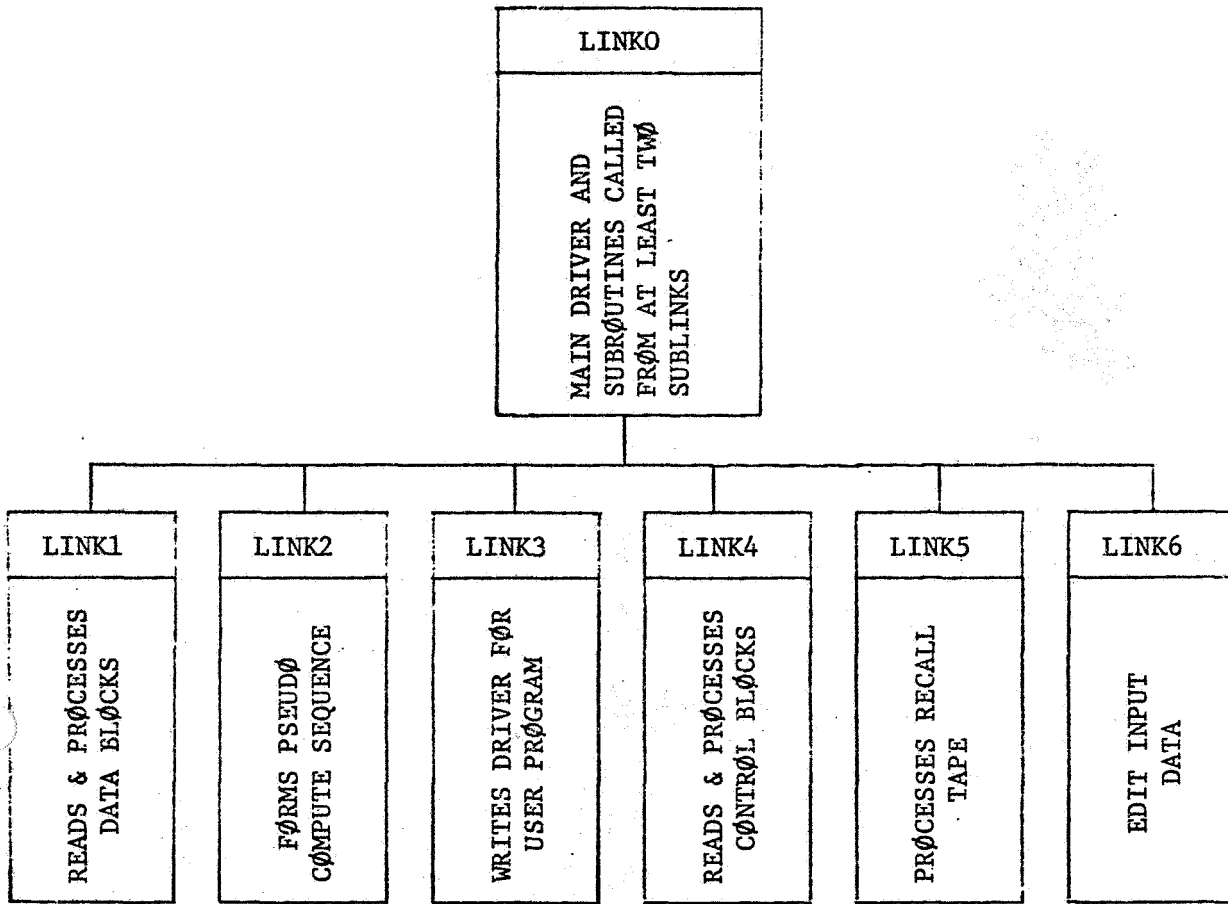 LINKO
MAIN DRIVER AND
SUBRØUTINES CALLED
FRØM AT LEAST TWØ
SUBLINKS
LINK1
READS & PRØCESSES
DATA BLØCKS
LINK2
FØRMS PSEUDØ
CØMPUTE SEQUENCE
LINK3
WRITES DRIVER FØR
USER PRØGRAM
LINK4
READS & PRØCESSES
CØNTRØL BLØCKS
LINK5
PRØCESSES RECALL
TAPE
LINK6
EDIT INPUT
DATA